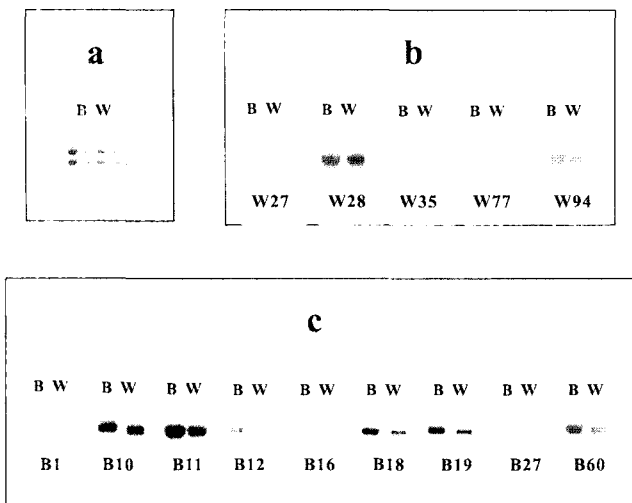 a
B W
b
B W B W B W B W B W
W27 W28 W35 W77 W94
c
B W B W B W B W B W B W B W B W B W
B1 B10 B11 B12 B16 B18 B19 B27 B60